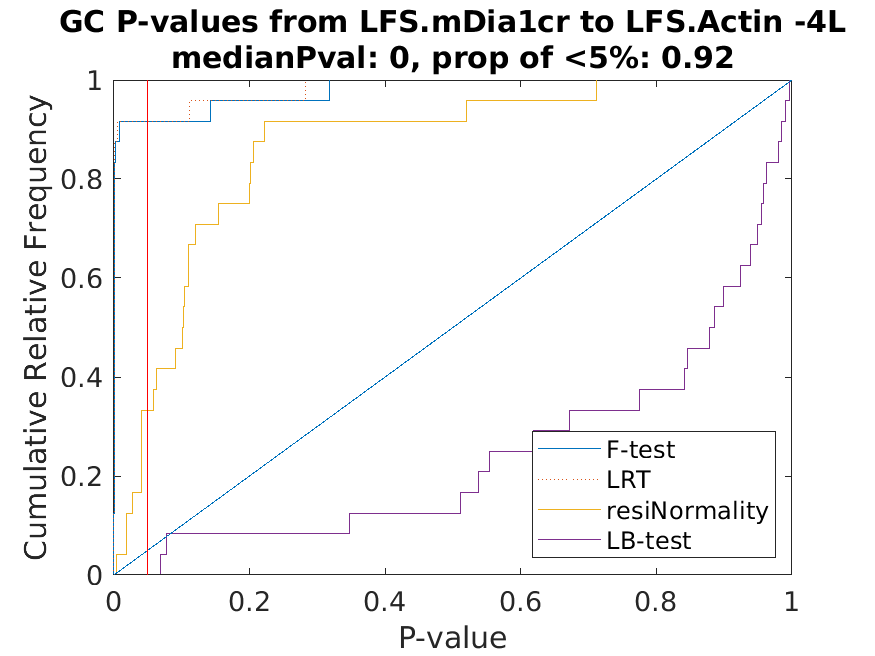 GC P-values from LFS.mDia1cr to LFS.Actin -4L
medianPval: 0, prop of <5%: 0.92
Cumulative Relative Frequency
1
0.8
0.6
0.4
0.2
0
F-test
LRT
resiNormality
LB-test
0 0.2 0.4 0.6 0.8 1
P-value